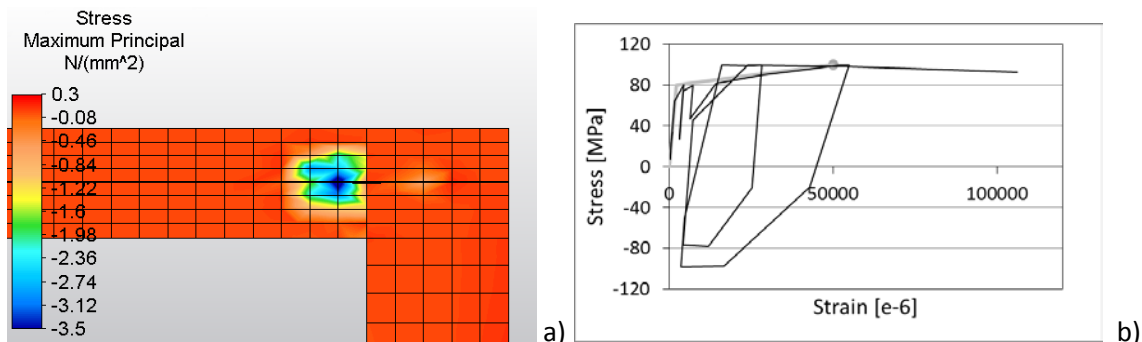 Stress
Maximum Principal
N/(mm^2)
0.3
-0.08
-0.46
-0.84
-1.22
-1.6
-1.98
-2.36
-2.74
-3.12
-3.5
a)
Stress [MPa]
120
80
40
0
-40
-80
-120
0 50000 100000
Strain [e-6]
b)